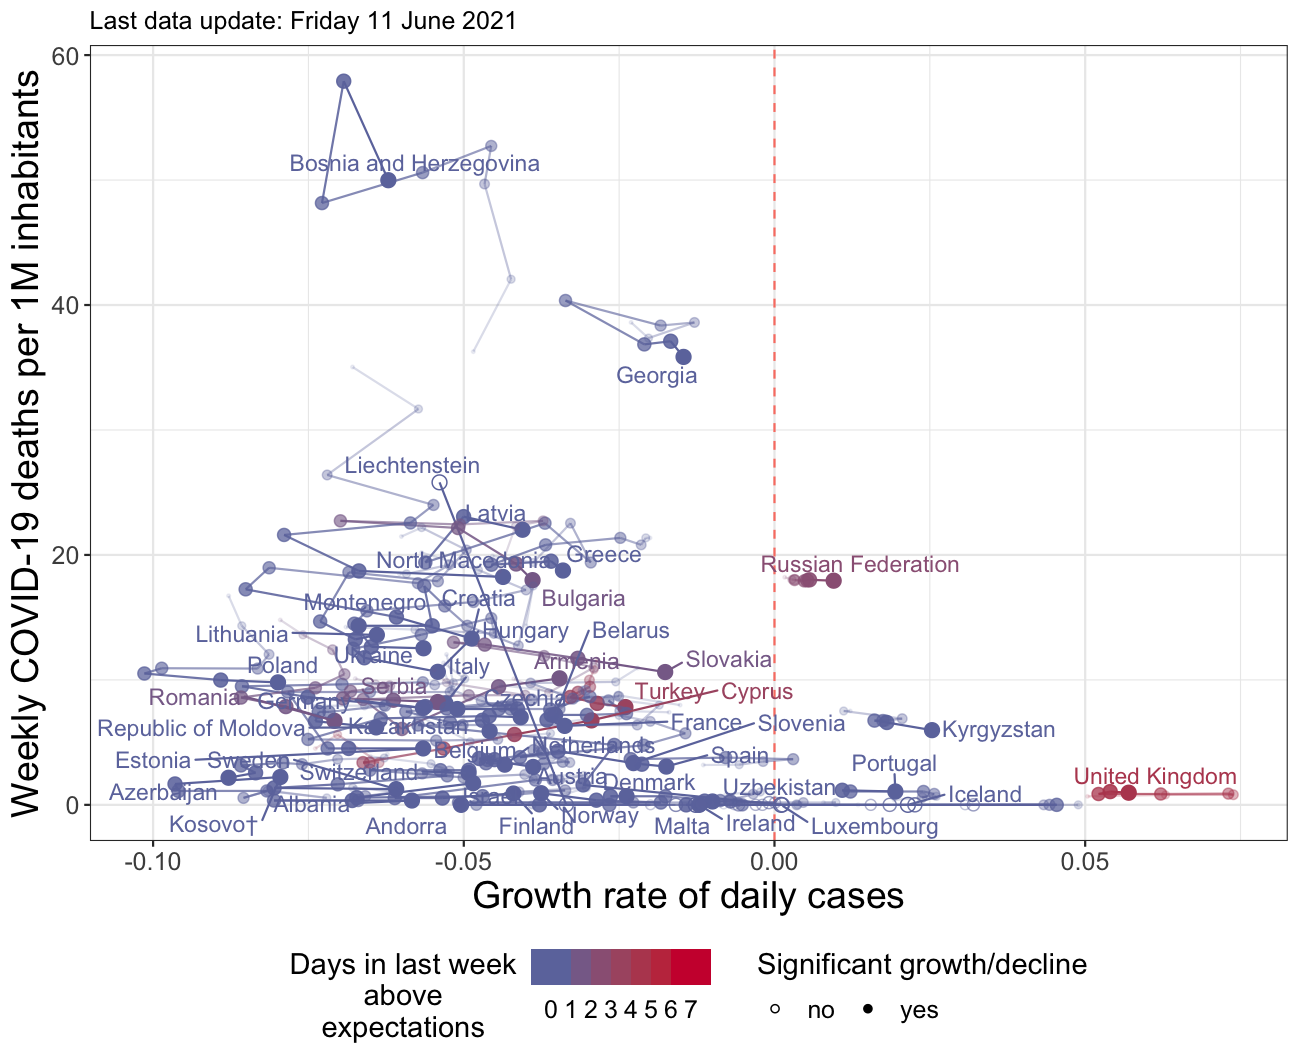 Last data update: Friday 11 June 2021
Weekly COVID-19 deaths per 1M inhabitants
60
Bosnia and Herzegovina
40
Georgia
Liechtenstein
Latvia
20
North Macedonia
Greece
Russian Federation
Montenegro
Croatia
Bulgaria
Lithuania
Hungary
Belarus
Ukraine
Poland
Italy
Armenia
Slovakia
Romania
Serbia
Germany
Czechia
Turkey
Cyprus
Republic of Moldova
Kazakhstan
France
Slovenia
Kyrgyzstan
Estonia
Sweden
Belgium
Netherlands
Spain
Portugal
Switzerland
Austria
Denmark
Uzbekistan
United Kingdom
Azerbaijan
Albania
Israel
Iceland
0
Kosovo†
Andorra
Finland
Norway
Malta
Ireland
Luxembourg
-0.10
-0.05
0.00
0.05
Growth rate of daily cases
Days in last week
above
expectations
0 1 2 3 4 5 6 7
Significant growth/decline
no
yes